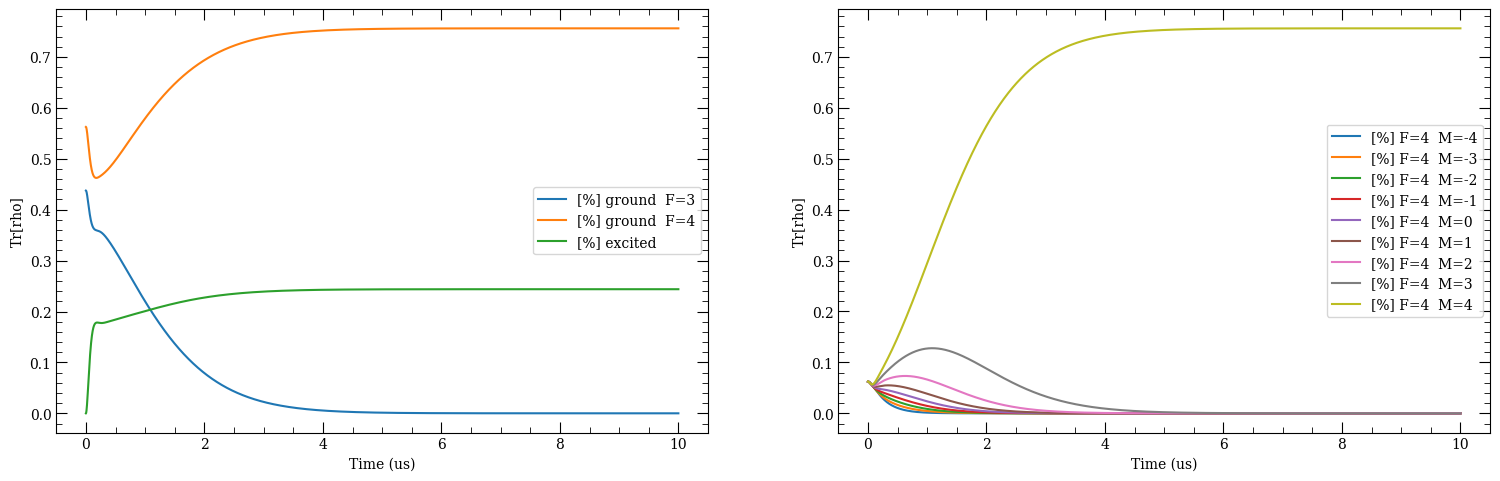 Tr[rho]
0.7
0.6
0.5
0.4
0.3
0.2
0.1
0.0
[%] ground  F=3
[%] ground  F=4
[%] excited
0 2 4 6 8 10
Time (us)
Tr[rho]
0.7
0.6
0.5
0.4
0.3
0.2
0.1
0.0
[%] F=4  M=-4
[%] F=4  M=-3
[%] F=4  M=-2
[%] F=4  M=-1
[%] F=4  M=0
[%] F=4  M=1
[%] F=4  M=2
[%] F=4  M=3
[%] F=4  M=4
0 2 4 6 8 10
Time (us)